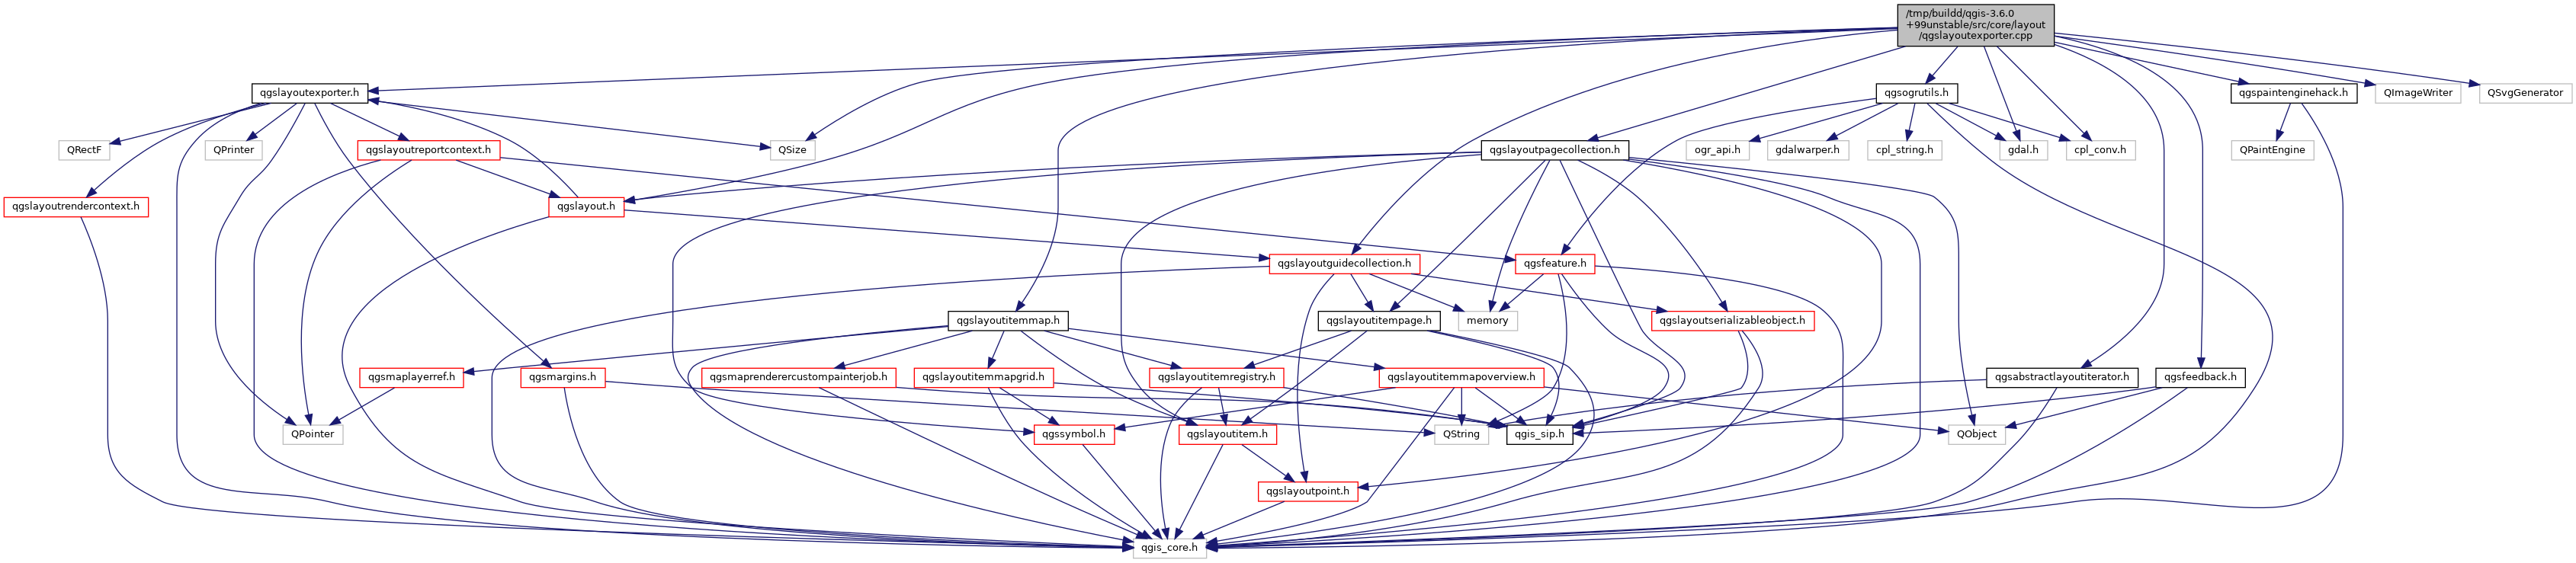 /tmp/buildd/qgis-3.6.0
+99unstable/src/core/layout
/qgslayoutexporter.cpp
qgslayoutexporter.h
qgsogrutils.h
qgspaintenginehack.h
QImageWriter
QSvgGenerator
QRectF
QPrinter
qgslayoutreportcontext.h
QSize
qgslayoutpagecollection.h
ogr_api.h
gdalwarper.h
cpl_string.h
gdal.h
cpl_conv.h
QPaintEngine
qgslayoutrendercontext.h
qgslayout.h
qgslayoutguidecollection.h
qgsfeature.h
qgslayoutitemmap.h
qgslayoutitempage.h
memory
qgslayoutserializableobject.h
qgsmaplayerref.h
qgsmargins.h
qgsmaprenderercustompainterjob.h
qgslayoutitemmapgrid.h
qgslayoutitemregistry.h
qgslayoutitemmapoverview.h
qgsabstractlayoutiterator.h
qgsfeedback.h
QPointer
qgssymbol.h
qgslayoutitem.h
QString
qgis_sip.h
QObject
qgslayoutpoint.h
qgis_core.h